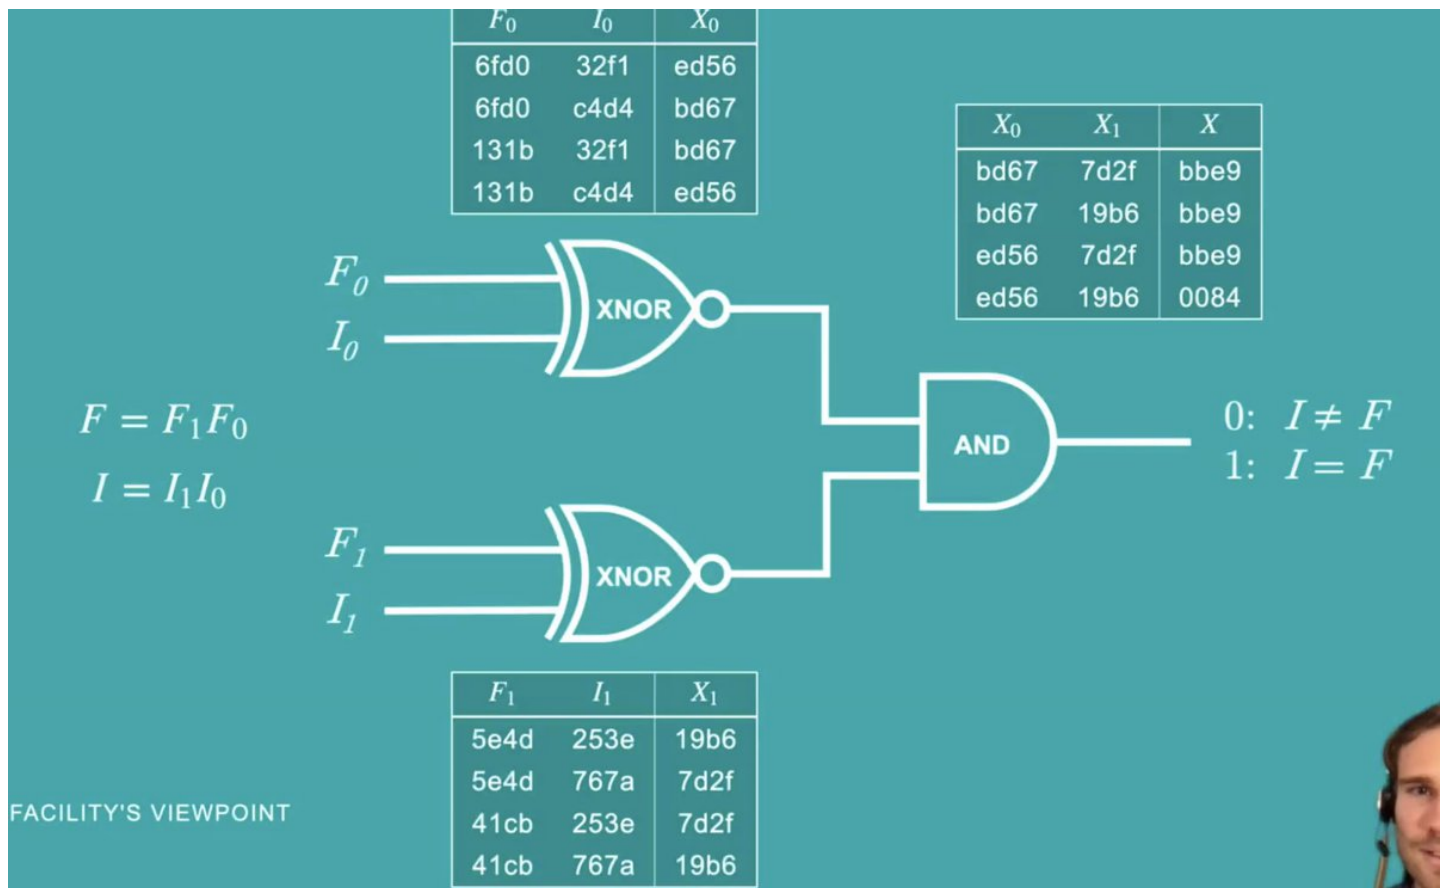 F₀ I₀ X₀
6fd0 32f1 ed56
6fd0 c4d4 bd67
131b 32f1 bd67
131b c4d4 ed56
X₀ X₁ X
bd67 7d2f bbe9
bd67 19b6 bbe9
ed56 7d2f bbe9
ed56 19b6 0084
F₀
XNOR
I₀
F = F₁F₀
I = I₁I₀
AND
0: I ≠ F
1: I = F
F₁
XNOR
I₁
F₁ I₁ X₁
5e4d 253e 19b6
5e4d 767a 7d2f
41cb 253e 7d2f
41cb 767a 19b6
FACILITY'S VIEWPOINT